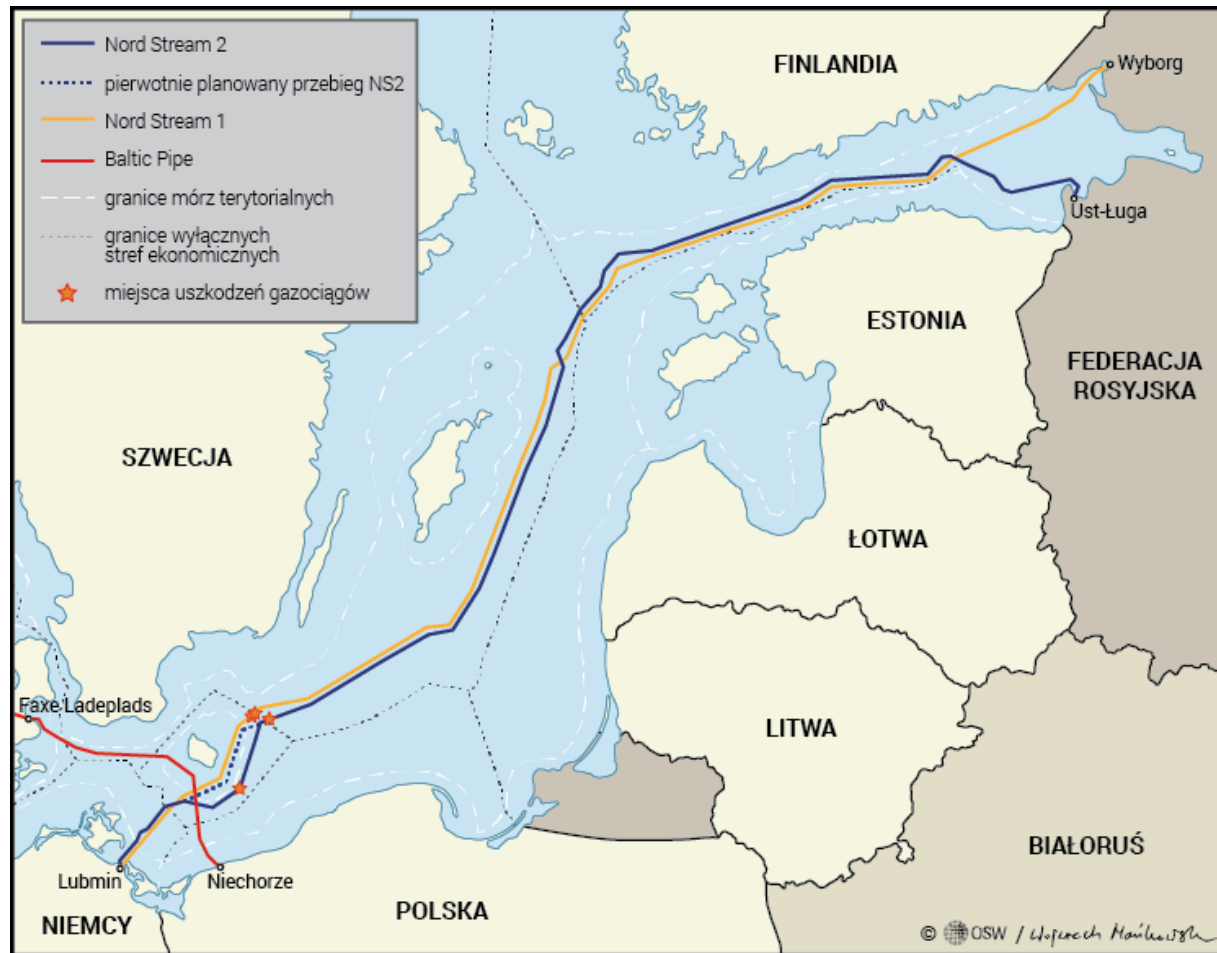 Nord Stream 2
pierwotnie planowany przebieg NS2
Nord Stream 1
Baltic Pipe
granice mórz terytorialnych
granice wyłącznych
stref ekonomicznych
miejsca uszkodzeń gazociągów
FINLANDIA
Wyborg
Ust-Ługa
ESTONIA
FEDERACJA
ROSYJSKA
SZWECJA
ŁOTWA
Faxe Ladeplads
LITWA
BIAŁORUŚ
Lubmin
Niechorze
NIEMCY
POLSKA
© OSW / Wojciech Mańkowski